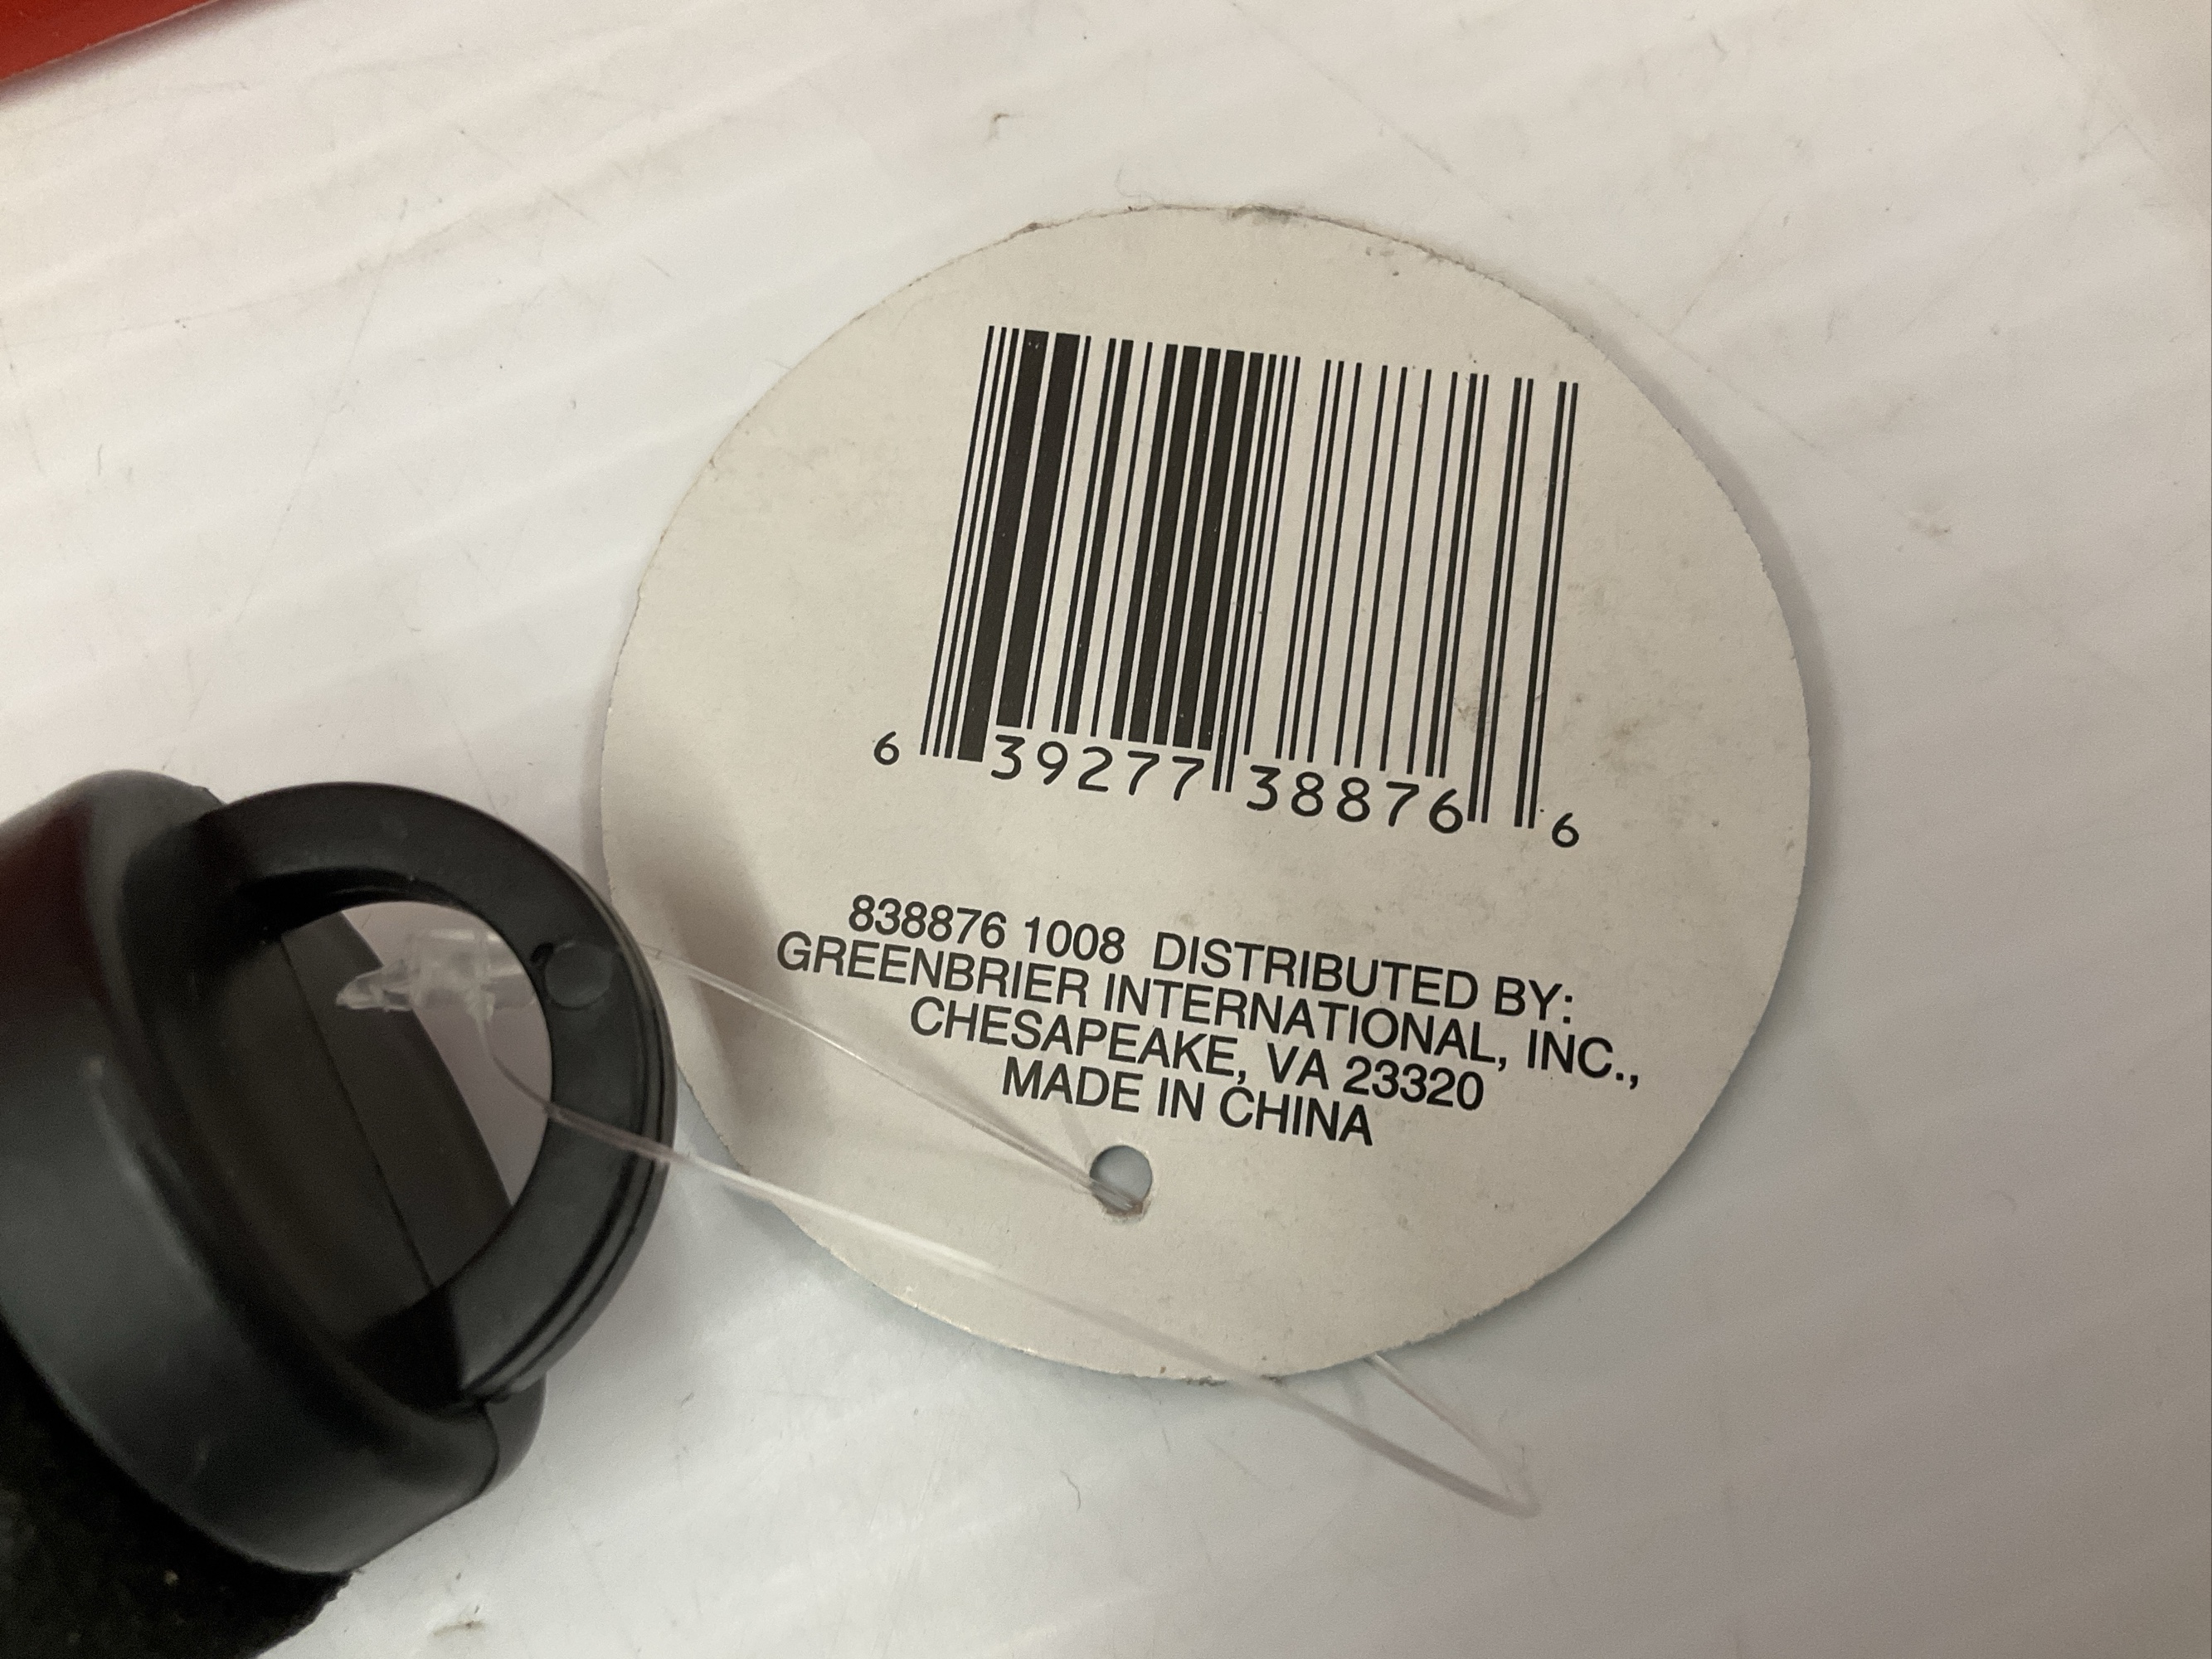 6 39277 38876 6
838876 1008 DISTRIBUTED BY:
GREENBRIER INTERNATIONAL, INC.,
CHESAPEAKE, VA 23320
MADE IN CHINA